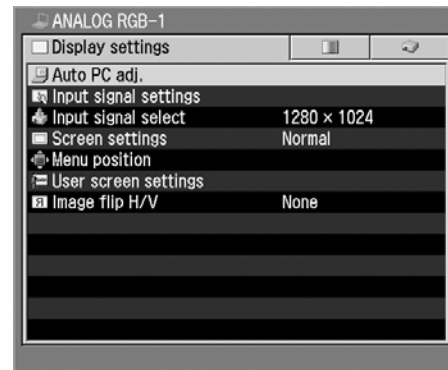 ANALOG RGB-1
Display settings
Auto PC adj.
Input signal settings
Input signal select 1280 × 1024
Screen settings Normal
Menu position
User screen settings
Image flip H/V None